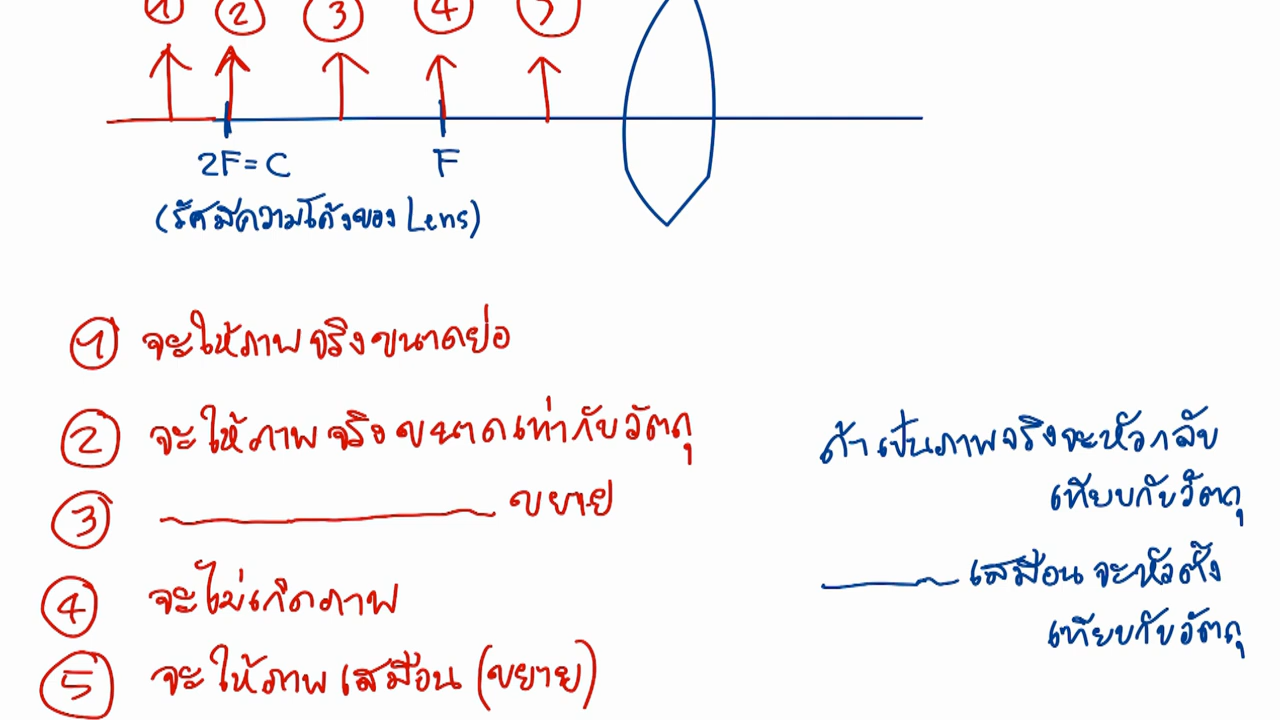 1 2 3 4 5
2F=C F
(รัศมีความโค้งของ Lens)
1 จะให้ภาพจริงขนาดย่อ
2 จะให้ภาพจริงขนาดเท่ากับวัตถุ
3 ขยาย
4 จะไม่เกิดภาพ
5 จะให้ภาพเสมือน (ขยาย)
ถ้าเป็นภาพจริงจะหัวกลับ
เทียบกับวัตถุ
เสมือนจะหัวตั้ง
เทียบกับวัตถุ